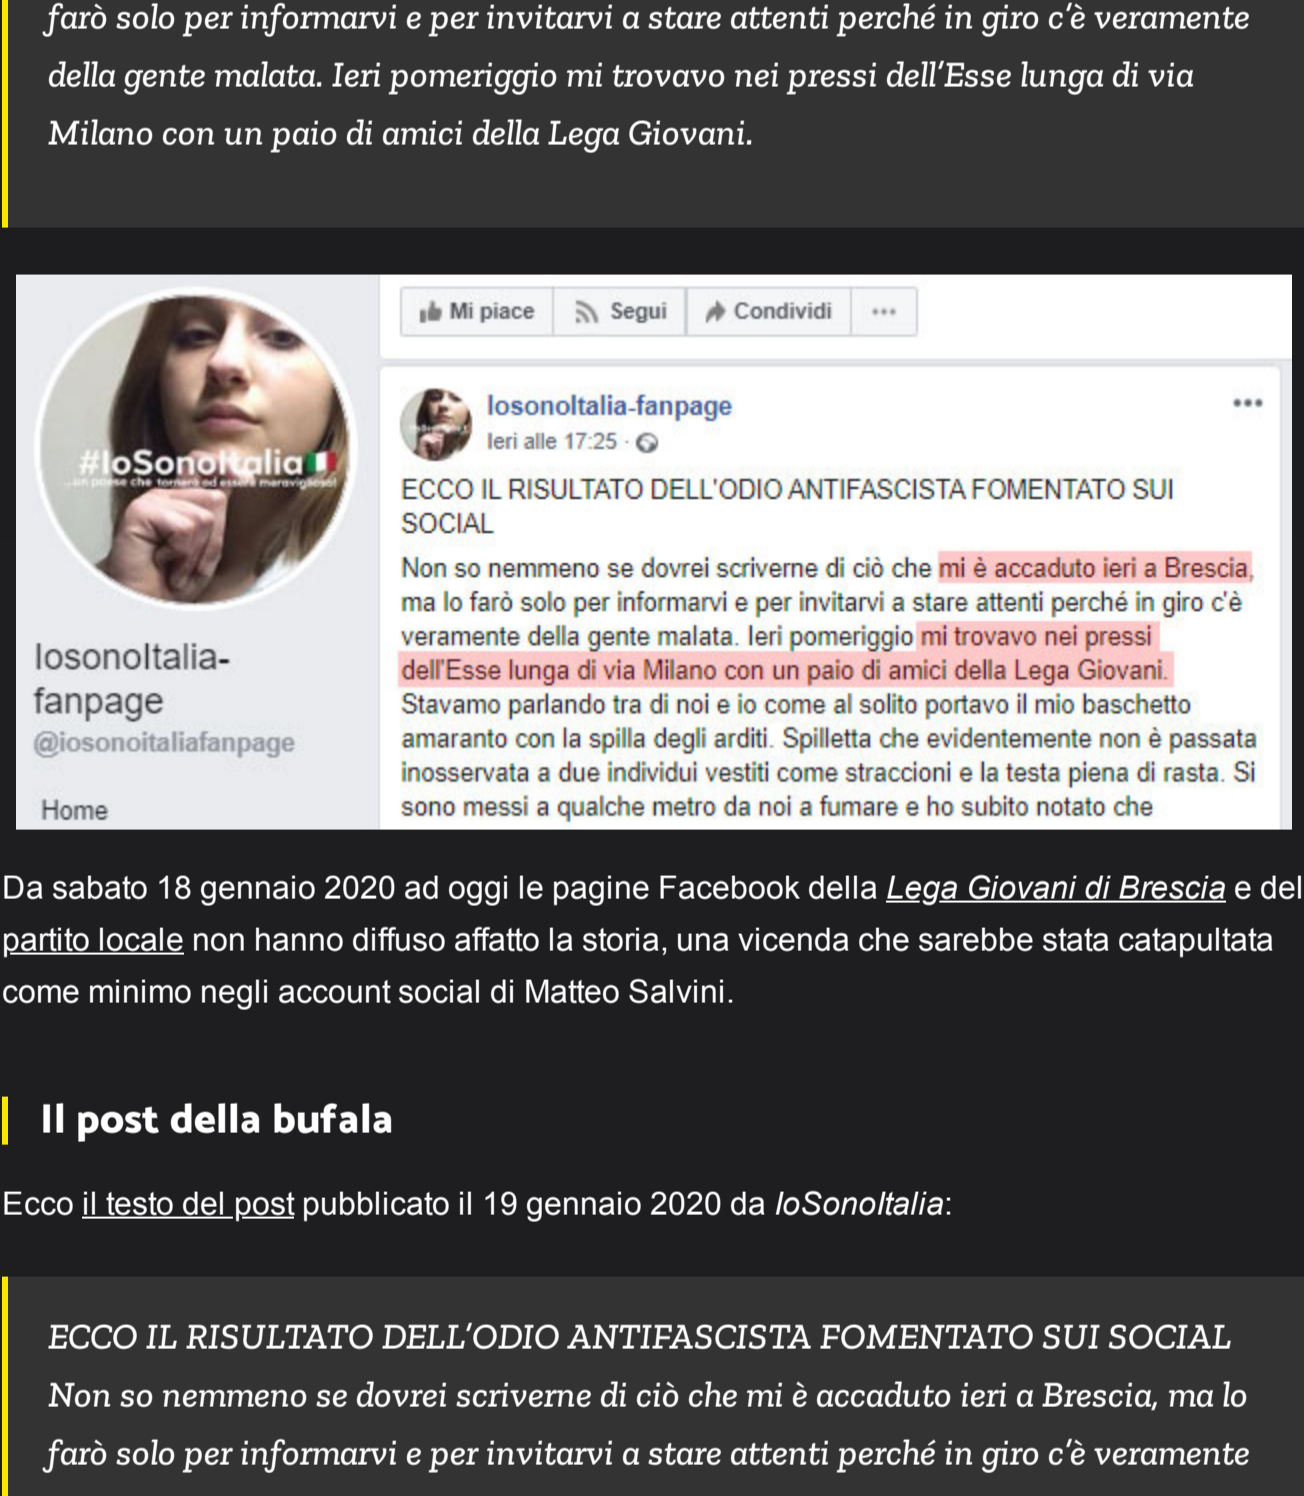 farò solo per informarvi e per invitarvi a stare attenti perché in giro c’è veramente
della gente malata. Ieri pomeriggio mi trovavo nei pressi dell’Esse lunga di via
Milano con un paio di amici della Lega Giovani.
#IoSonoItalia
...un paese che tornerà ad essere meraviglioso!
IosonoItalia-
fanpage
@iosonoitaliafanpage
Home
Mi piace
Segui
Condividi
IosonoItalia-fanpage
Ieri alle 17:25 ·
ECCO IL RISULTATO DELL'ODIO ANTIFASCISTA FOMENTATO SUI
SOCIAL
Non so nemmeno se dovrei scriverne di ciò che mi è accaduto ieri a Brescia,
ma lo farò solo per informarvi e per invitarvi a stare attenti perché in giro c'è
veramente della gente malata. Ieri pomeriggio mi trovavo nei pressi
dell'Esse lunga di via Milano con un paio di amici della Lega Giovani.
Stavamo parlando tra di noi e io come al solito portavo il mio baschetto
amaranto con la spilla degli arditi. Spilletta che evidentemente non è passata
inosservata a due individui vestiti come straccioni e la testa piena di rasta. Si
sono messi a qualche metro da noi a fumare e ho subito notato che
Da sabato 18 gennaio 2020 ad oggi le pagine Facebook della Lega Giovani di Brescia e del
partito locale non hanno diffuso affatto la storia, una vicenda che sarebbe stata catapultata
come minimo negli account social di Matteo Salvini.
Il post della bufala
Ecco il testo del post pubblicato il 19 gennaio 2020 da IoSonoItalia:
ECCO IL RISULTATO DELL’ODIO ANTIFASCISTA FOMENTATO SUI SOCIAL
Non so nemmeno se dovrei scriverne di ciò che mi è accaduto ieri a Brescia, ma lo
farò solo per informarvi e per invitarvi a stare attenti perché in giro c’è veramente